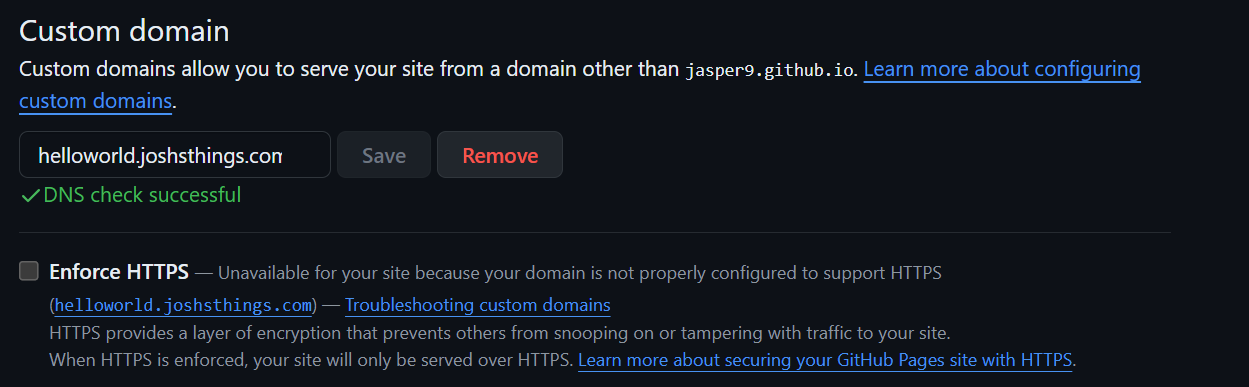 Custom domain
Custom domains allow you to serve your site from a domain other than jasper9.github.io. Learn more about configuring
custom domains.
helloworld.joshsthings.com Save Remove
DNS check successful
Enforce HTTPS — Unavailable for your site because your domain is not properly configured to support HTTPS
(helloworld.joshsthings.com) — Troubleshooting custom domains
HTTPS provides a layer of encryption that prevents others from snooping on or tampering with traffic to your site.
When HTTPS is enforced, your site will only be served over HTTPS. Learn more about securing your GitHub Pages site with HTTPS.